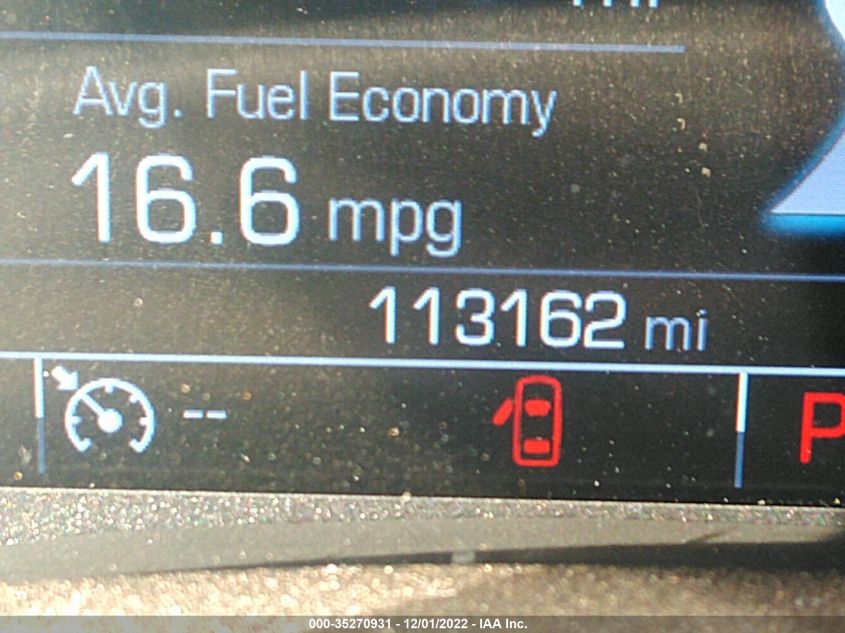 Avg. Fuel Economy
16.6 mpg
113162 mi
--
P
000-35270931 - 12/01/2022 - IAA Inc.